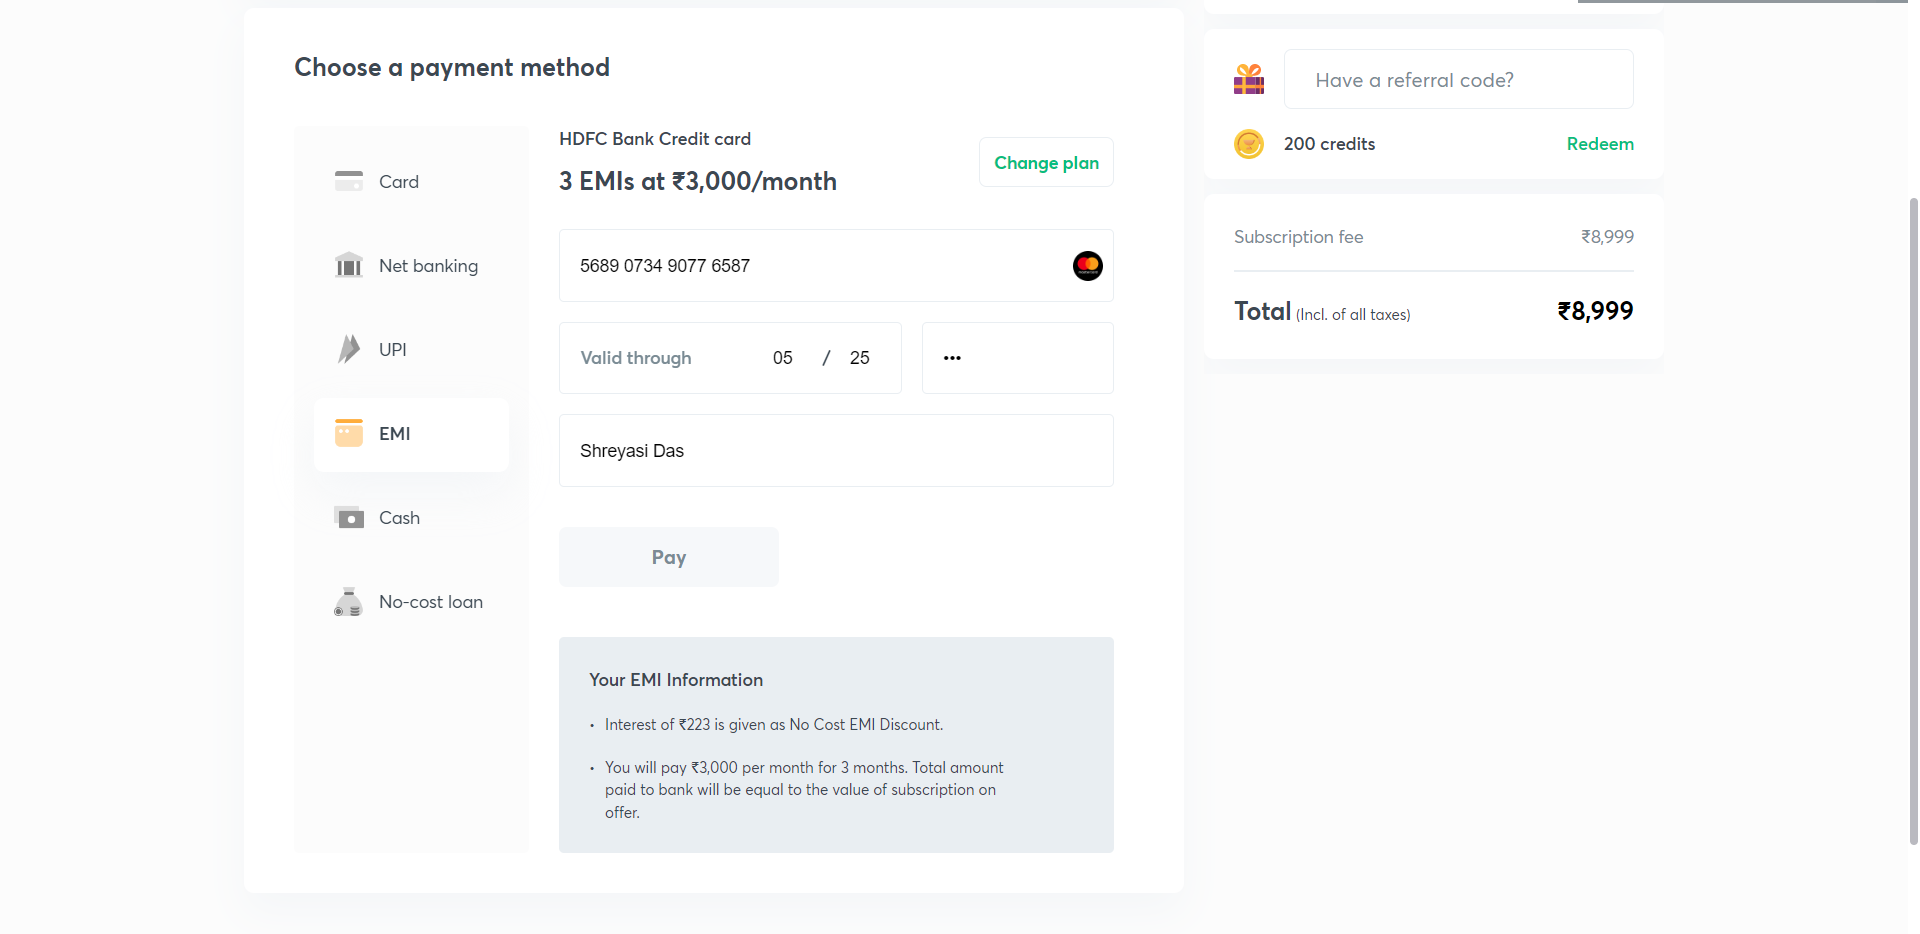 Choose a payment method
Card
Net banking
UPI
EMI
Cash
No-cost loan
HDFC Bank Credit card
3 EMIs at ₹3,000/month
Change plan
5689 0734 9077 6587
Valid through 05 / 25
•••
Shreyasi Das
Pay
Your EMI Information
• Interest of ₹223 is given as No Cost EMI Discount.
• You will pay ₹3,000 per month for 3 months. Total amount
paid to bank will be equal to the value of subscription on
offer.
Have a referral code?
200 credits Redeem
Subscription fee ₹8,999
Total (Incl. of all taxes) ₹8,999